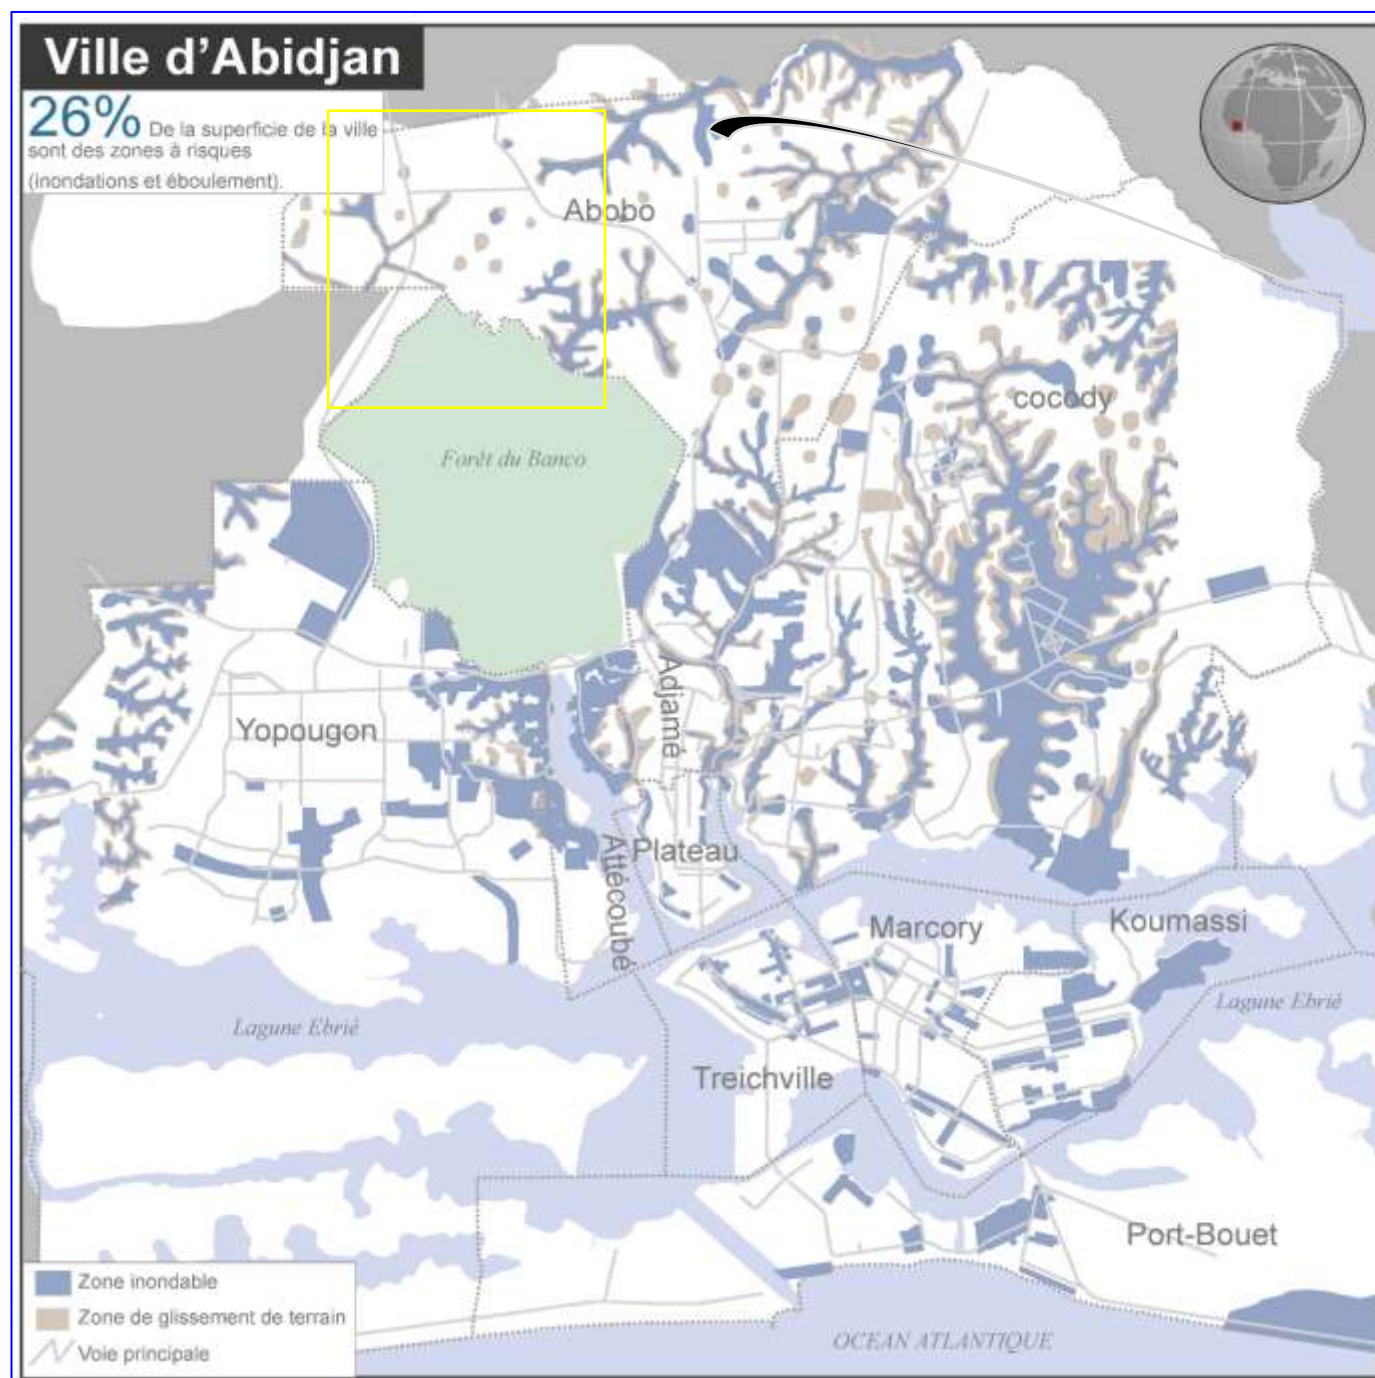 Ville d'Abidjan
26% De la superficie de la ville
sont des zones à risques
(inondations et éboulement).
Abobo
cocody
Forêt du Banco
Adjamé
Yopougon
Plateau
Attécoubé
Marcory
Koumassi
Lagune Ebrié
Lagune Ebrié
Treichville
Port-Bouet
Zone inondable
Zone de glissement de terrain
Voie principale
OCEAN ATLANTIQUE